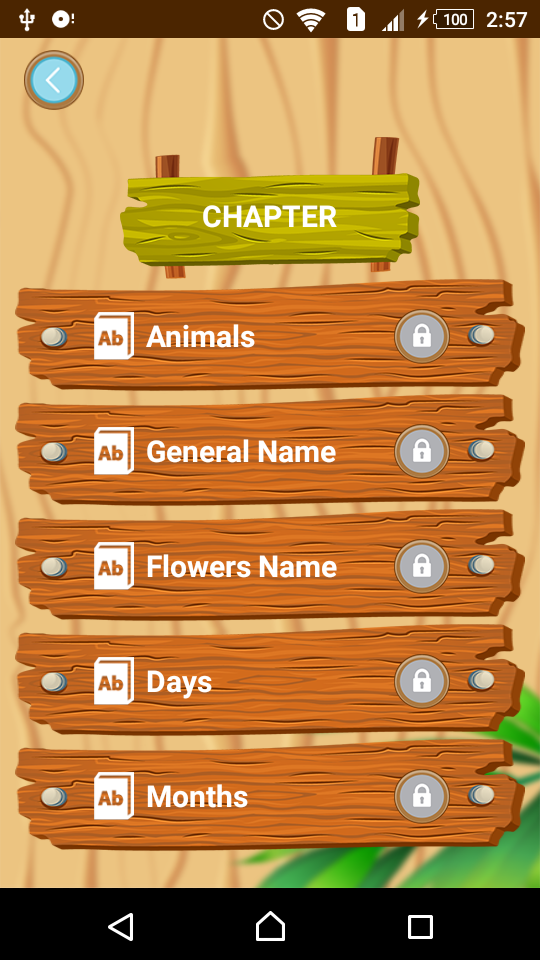 1 100 2:57
CHAPTER
Ab Animals
Ab General Name
Ab Flowers Name
Ab Days
Ab Months